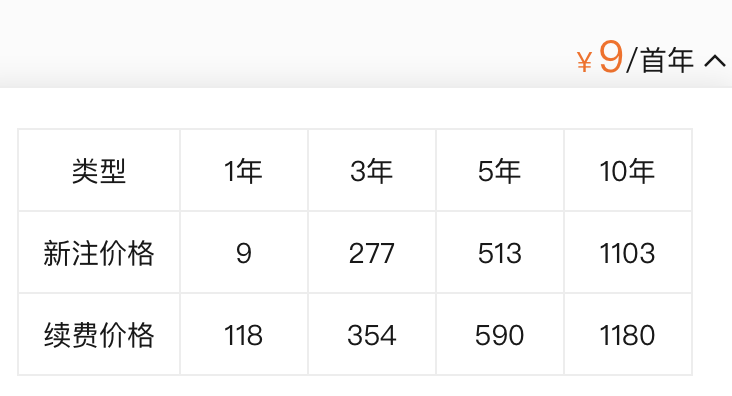 ¥9/首年
类型 1年 3年 5年 10年
新注价格 9 277 513 1103
续费价格 118 354 590 1180